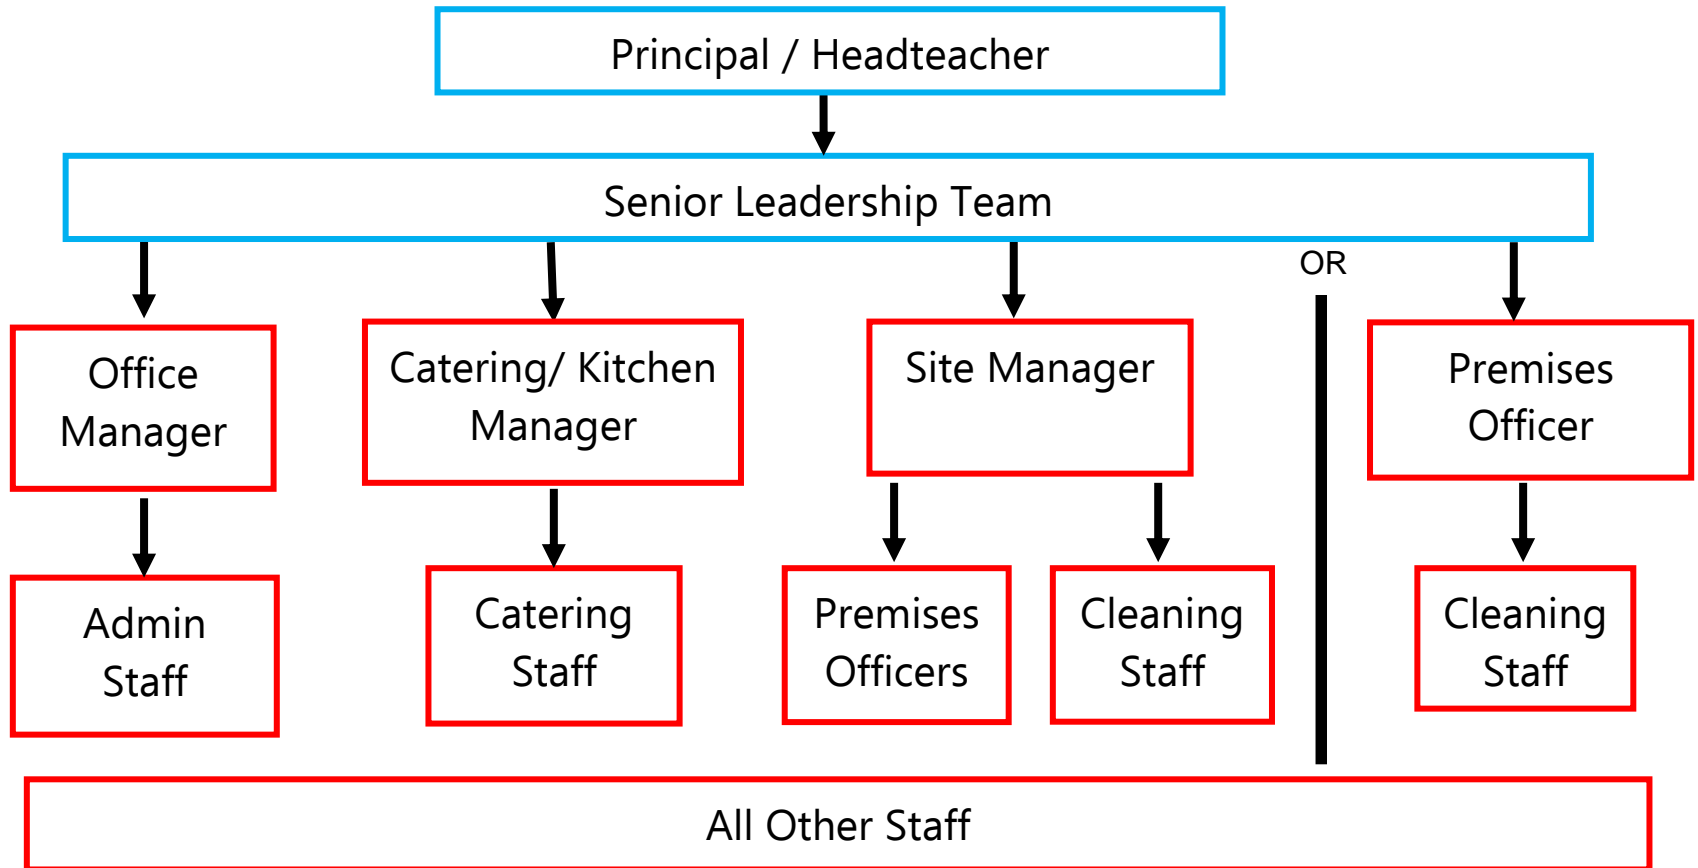 Principal / Headteacher
Senior Leadership Team
OR
Office
Manager
Catering/ Kitchen
Manager
Site Manager
Premises
Officer
Admin
Staff
Catering
Staff
Premises
Officers
Cleaning
Staff
Cleaning
Staff
All Other Staff